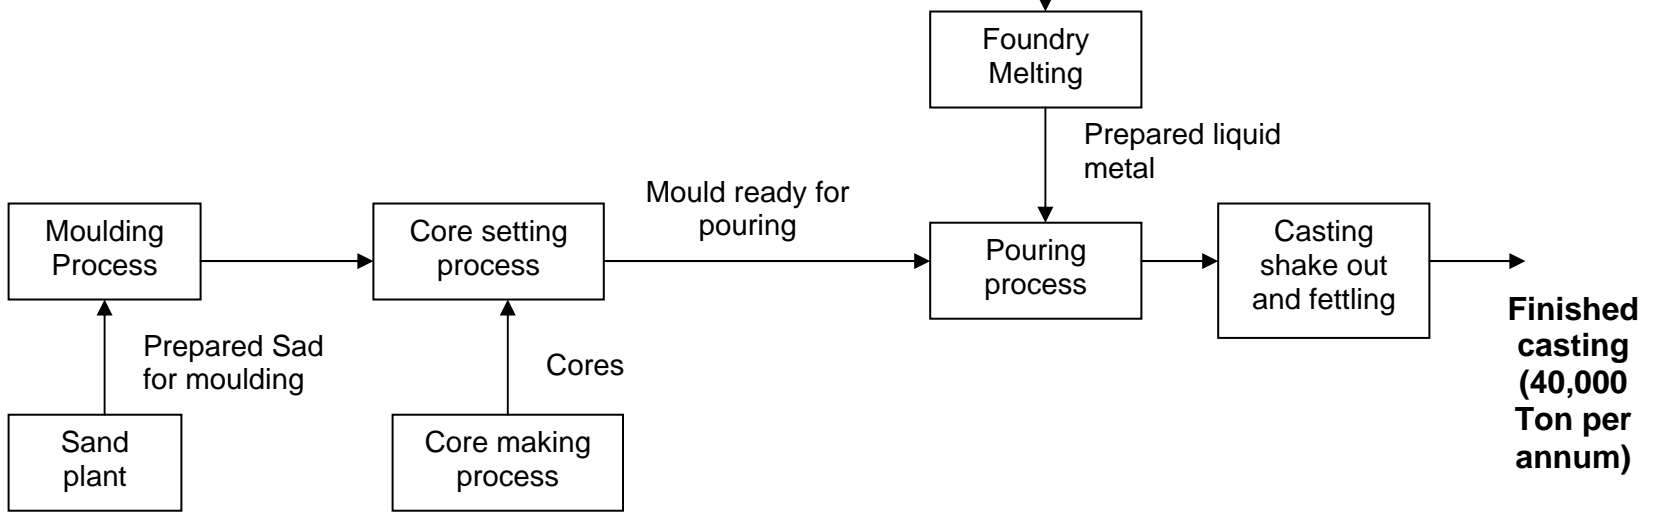 Foundry
Melting
Prepared liquid
metal
Mould ready for
pouring
Moulding
Process
Core setting
process
Pouring
process
Casting
shake out
and fettling
Prepared Sad
for moulding
Cores
Finished
casting
(40,000
Ton per
annum)
Sand
plant
Core making
process